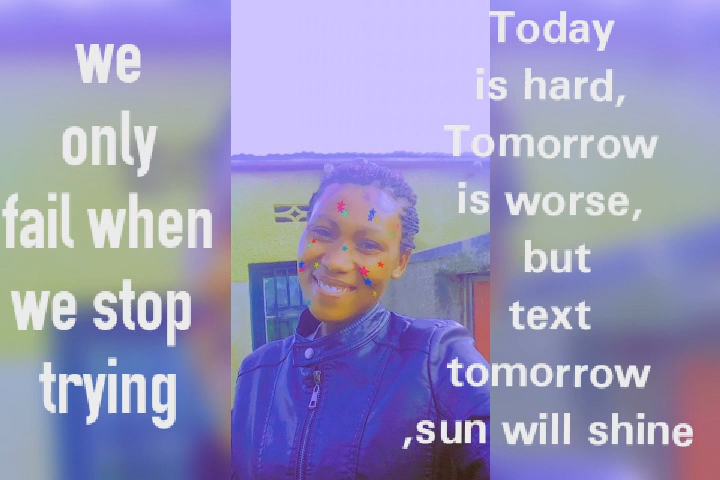 we
only
fail when
we stop
trying
Today
is hard,
Tomorrow
is worse,
but
text
tomorrow
,sun will shine